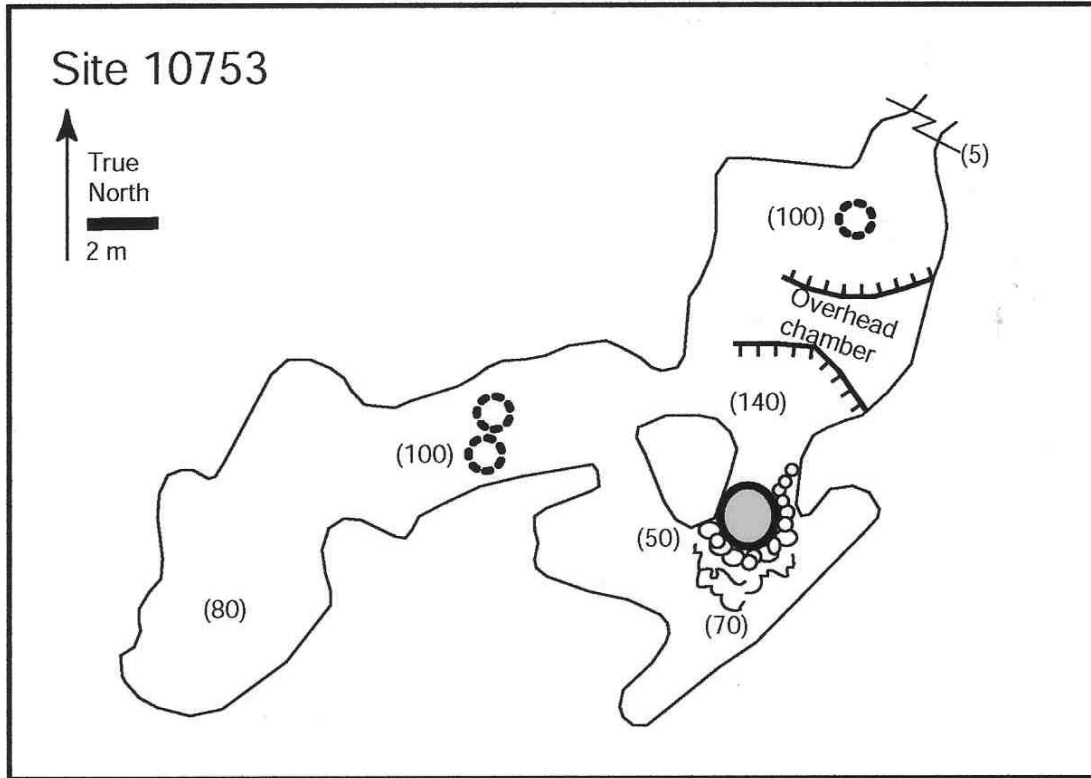 Site 10753
True
North
2 m
(5)
(100)
Overhead
chamber
(140)
(100)
(50)
(80)
(70)